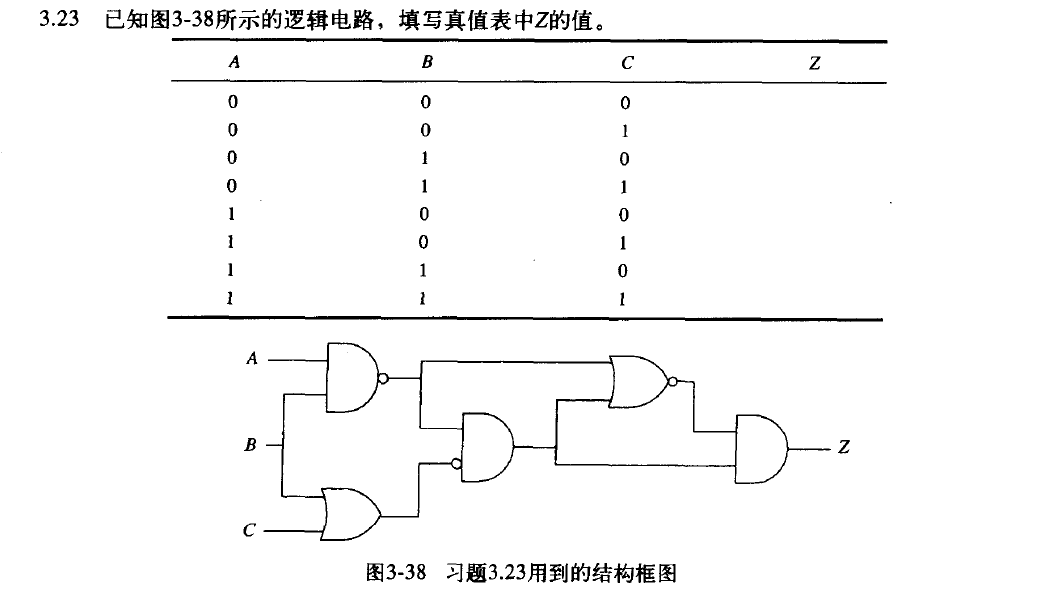 3.23 已知图3-38所示的逻辑电路，填写真值表中Z的值。
A B C Z
0 0 0
0 0 1
0 1 0
0 1 1
1 0 0
1 0 1
1 1 0
1 1 1
A
B
Z
C
图3-38 习题3.23用到的结构框图